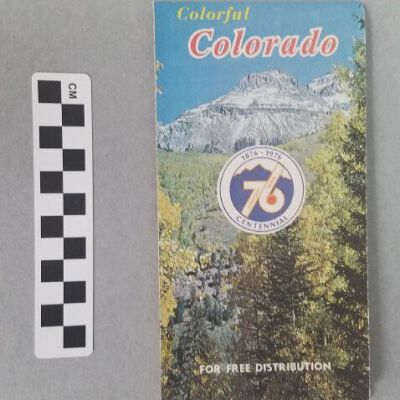 CM
Colorful
Colorado
1876 - 1976
76
CENTENNIAL
FOR FREE DISTRIBUTION